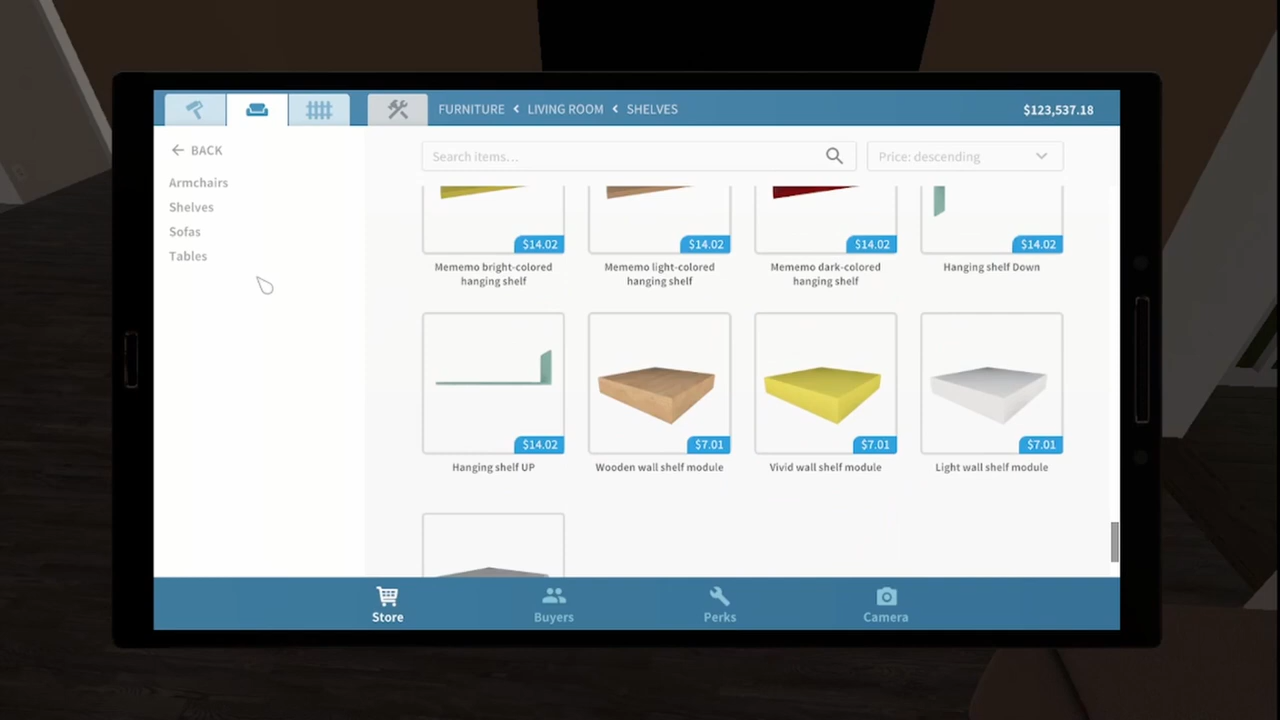 FURNITURE < LIVING ROOM < SHELVES
$123,537.18
BACK
Armchairs
Shelves
Sofas
Tables
Search items...
Price: descending
$14.02
$14.02
$14.02
$14.02
Mememo bright-colored
hanging shelf
Mememo light-colored
hanging shelf
Mememo dark-colored
hanging shelf
Hanging shelf Down
$14.02
$7.01
$7.01
$7.01
Hanging shelf UP
Wooden wall shelf module
Vivid wall shelf module
Light wall shelf module
Store
Buyers
Perks
Camera